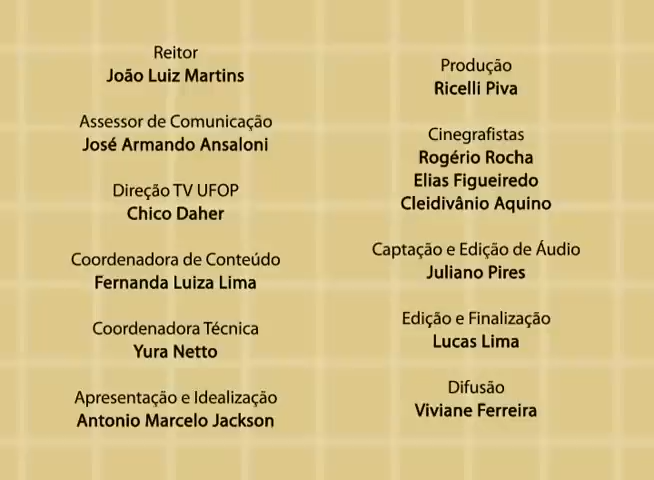 Reitor
João Luiz Martins
Assessor de Comunicação
José Armando Ansaloni
Direção TV UFOP
Chico Daher
Coordenadora de Conteúdo
Fernanda Luiza Lima
Coordenadora Técnica
Yura Netto
Apresentação e Idealização
Antonio Marcelo Jackson
Produção
Ricelli Piva
Cinegrafistas
Rogério Rocha
Elias Figueiredo
Cleidivânio Aquino
Captação e Edição de Áudio
Juliano Pires
Edição e Finalização
Lucas Lima
Difusão
Viviane Ferreira